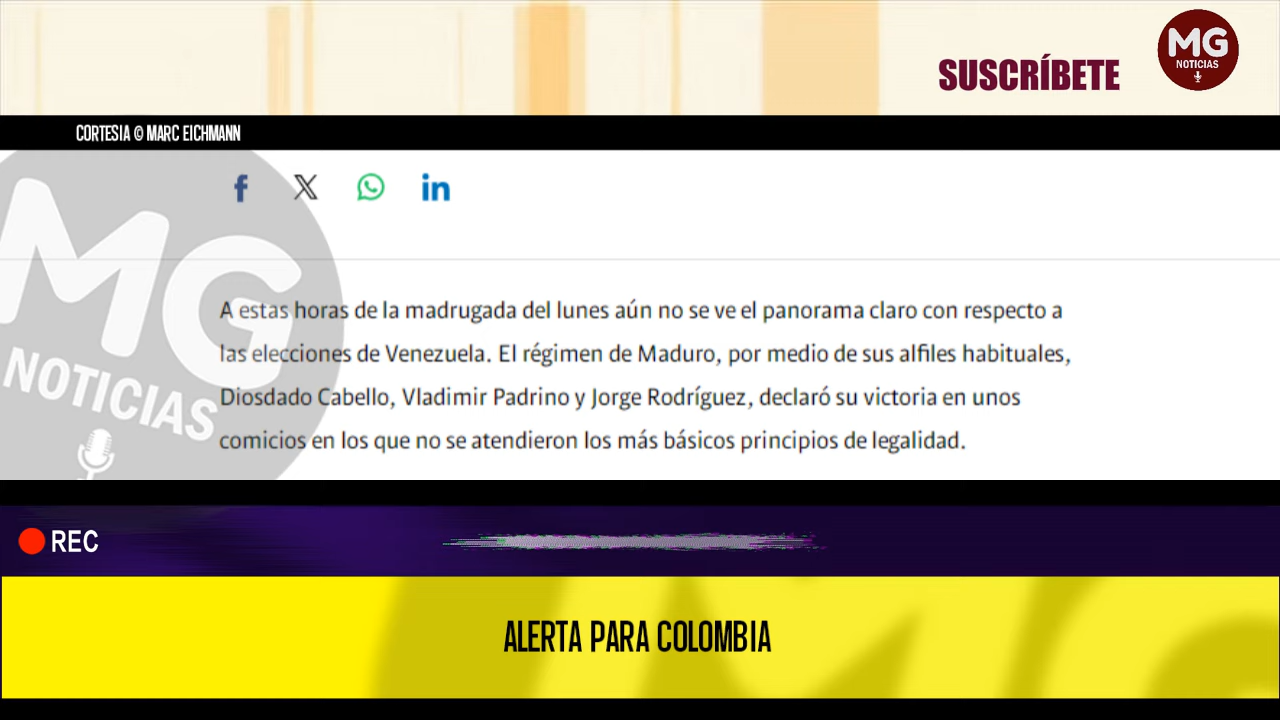 MG
NOTICIAS
SUSCRÍBETE
CORTESIA © MARC EICHMANN
A estas horas de la madrugada del lunes aún no se ve el panorama claro con respecto a
las elecciones de Venezuela. El régimen de Maduro, por medio de sus alfiles habituales,
Diosdado Cabello, Vladimir Padrino y Jorge Rodríguez, declaró su victoria en unos
comicios en los que no se atendieron los más básicos principios de legalidad.
MG
NOTICIAS
REC
ALERTA PARA COLOMBIA